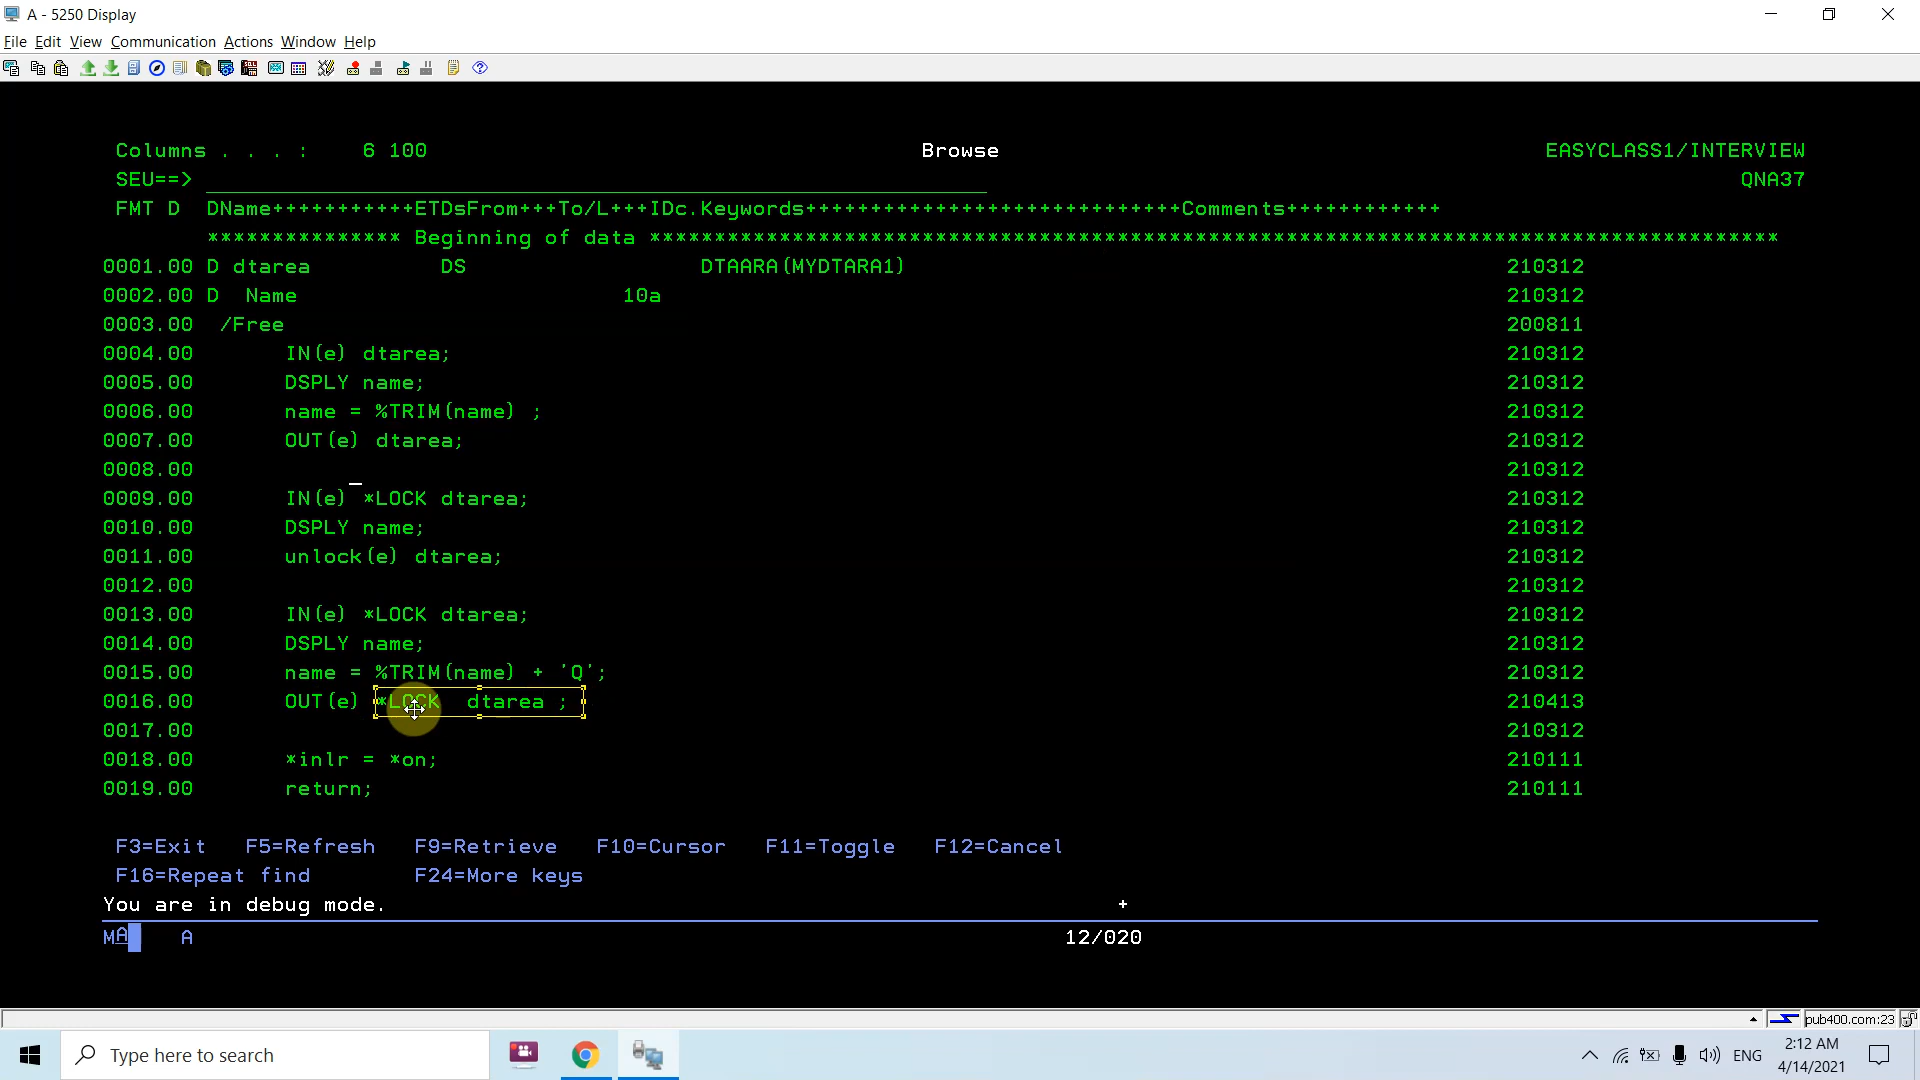 A - 5250 Display
File Edit View Communication Actions Window Help
Columns . . . : 6 100 Browse EASYCLASS1/INTERVIEW
SEU==> QNA37
FMT D DName+++++++++++ETDsFrom+++To/L+++IDc.Keywords+++++++++++++++++++++++++++++Comments++++++++++++
*************** Beginning of data ***************************************************************************************
0001.00 D dtarea DS DTAARA(MYDTARA1) 210312
0002.00 D Name 10a 210312
0003.00 /Free 200811
0004.00 IN(e) dtarea; 210312
0005.00 DSPLY name; 210312
0006.00 name = %TRIM(name) ; 210312
0007.00 OUT(e) dtarea; 210312
0008.00 210312
0009.00 IN(e) *LOCK dtarea; 210312
0010.00 DSPLY name; 210312
0011.00 unlock(e) dtarea; 210312
0012.00 210312
0013.00 IN(e) *LOCK dtarea; 210312
0014.00 DSPLY name; 210312
0015.00 name = %TRIM(name) + 'Q'; 210312
0016.00 OUT(e) *LOCK dtarea ; 210413
0017.00 210312
0018.00 *inlr = *on; 210111
0019.00 return; 210111
F3=Exit F5=Refresh F9=Retrieve F10=Cursor F11=Toggle F12=Cancel
F16=Repeat find F24=More keys
You are in debug mode. +
MA A 12/020
pub400.com:23
Type here to search ENG 2:12 AM
4/14/2021